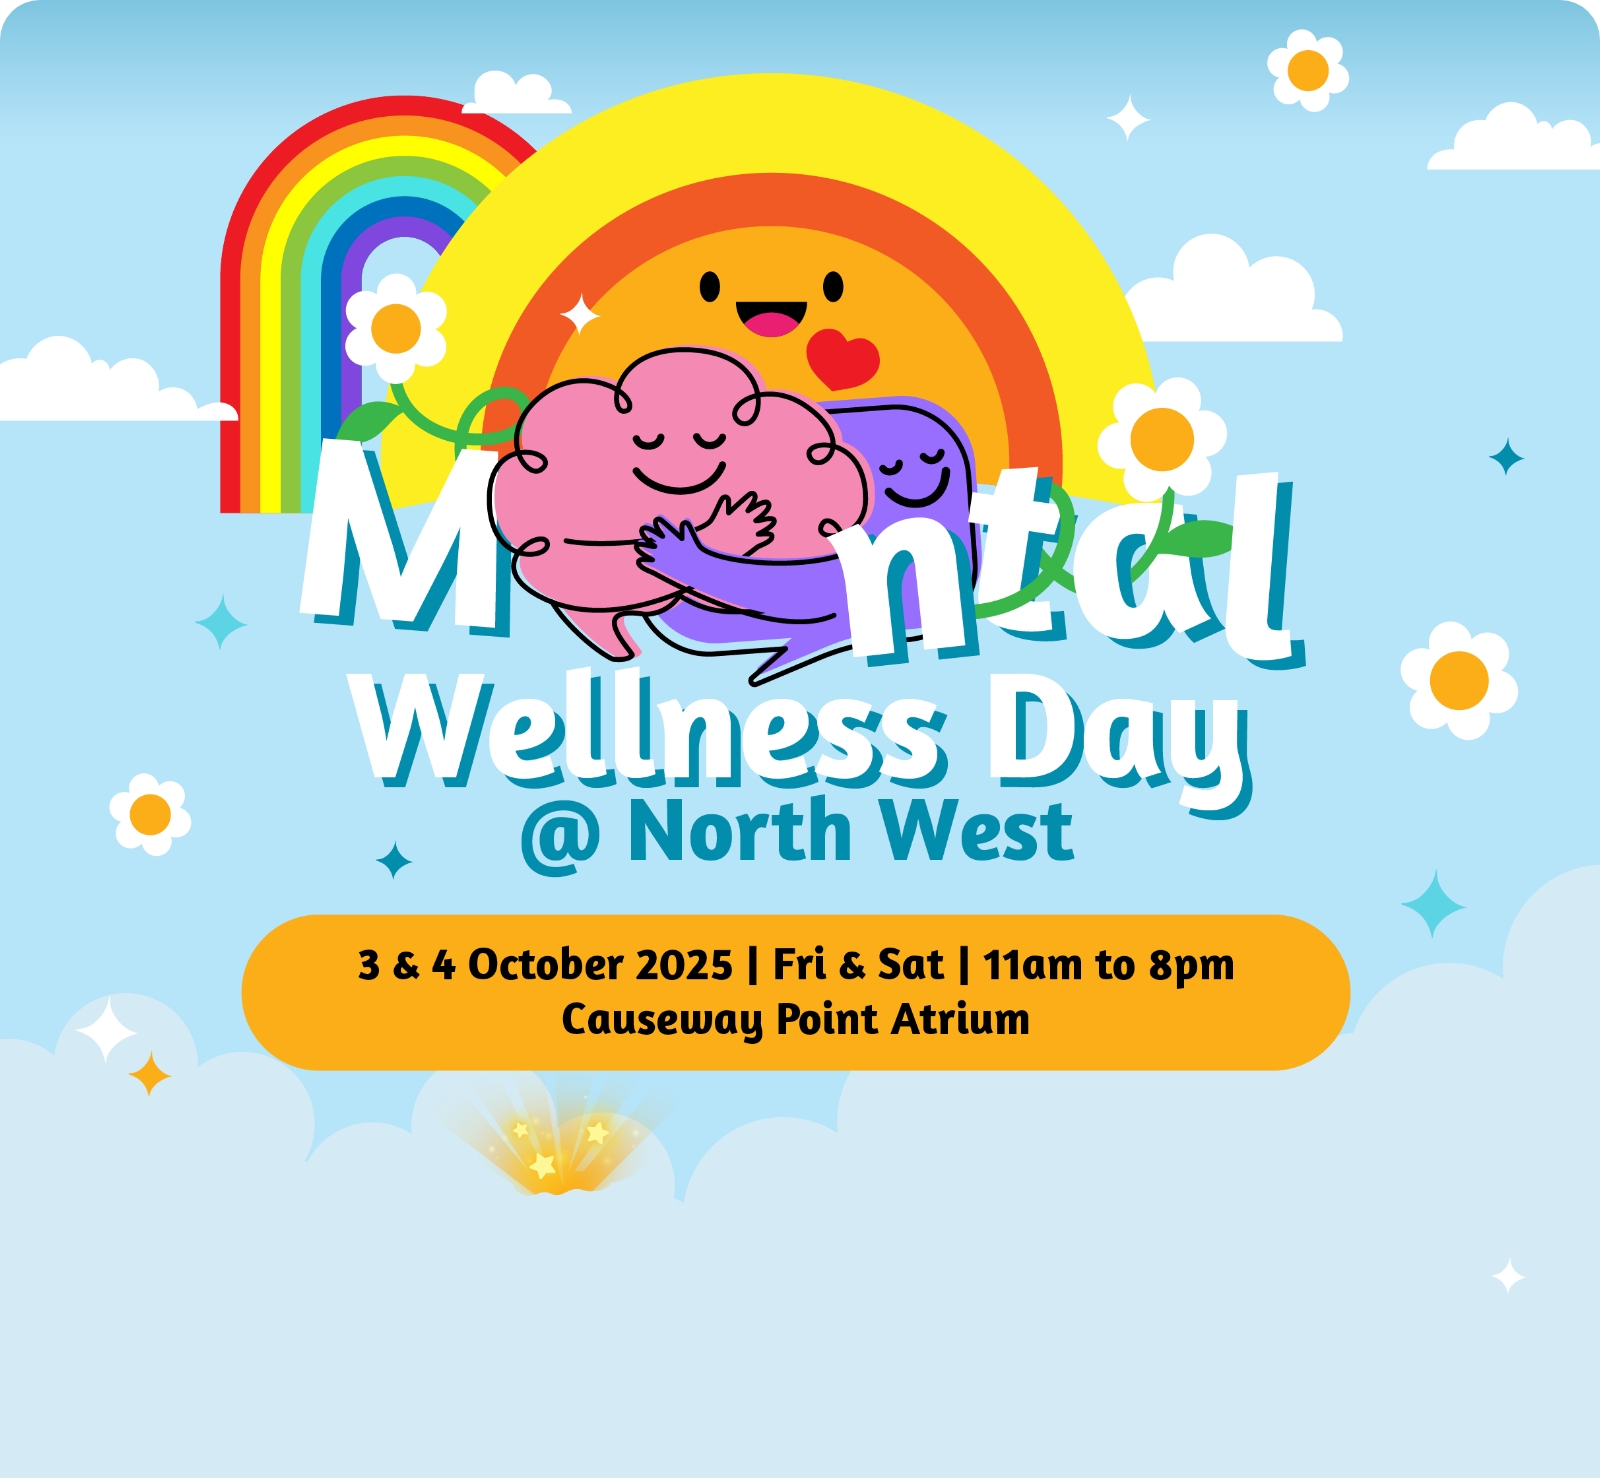 Mental
Wellness Day
@ North West
3 & 4 October 2025 | Fri & Sat | 11am to 8pm
Causeway Point Atrium